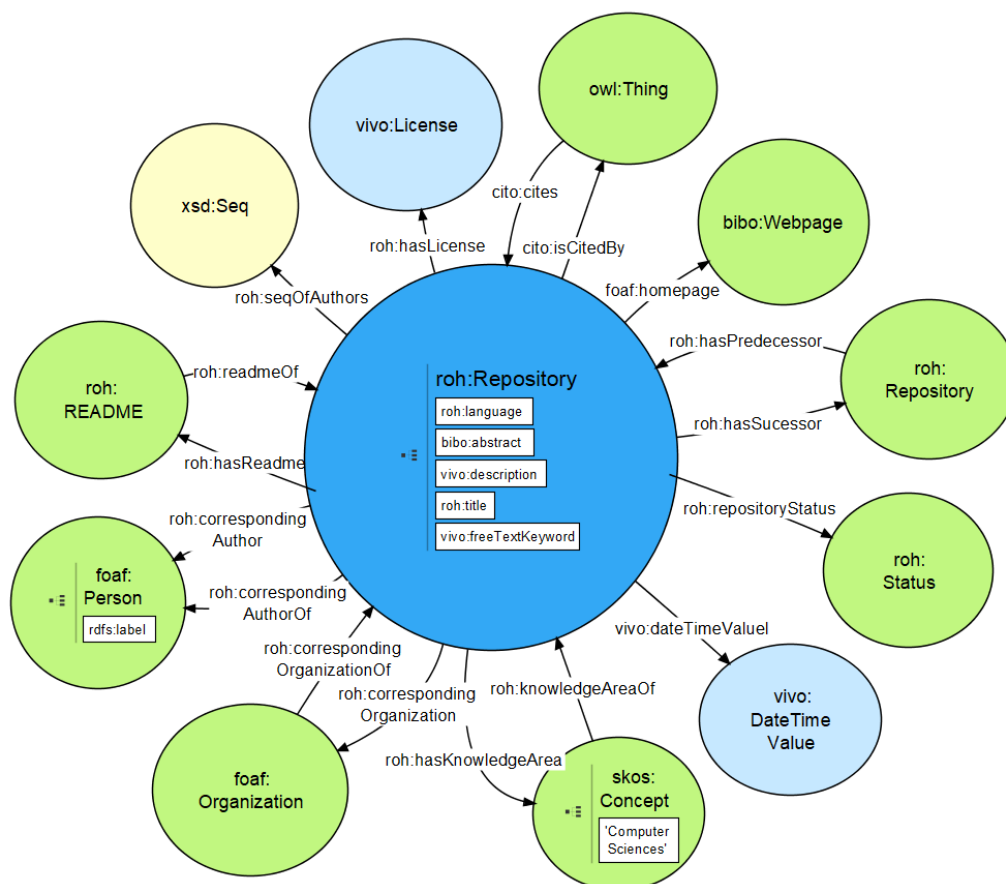 owl:Thing
vivo:License
xsd:Seq
bibo:Webpage
cito:cites
cito:isCitedBy
roh:hasLicense
foaf:homepage
roh:seqOfAuthors
roh:hasPredecessor
roh:
Repository
roh:readmeOf
roh:
README
roh:Repository
roh:language
bibo:abstract
vivo:description
roh:title
vivo:freeTextKeyword
roh:hasSucessor
roh:hasReadme
roh:repositoryStatus
roh:
Status
roh:corresponding
Author
foaf:
Person
rdfs:label
roh:corresponding
AuthorOf
vivo:dateTimeValuel
roh:corresponding
OrganizationOf
roh:knowledgeAreaOf
roh:corresponding
Organization
vivo:
DateTime
Value
roh:hasKnowledgeArea
foaf:
Organization
skos:
Concept
'Computer
Sciences'